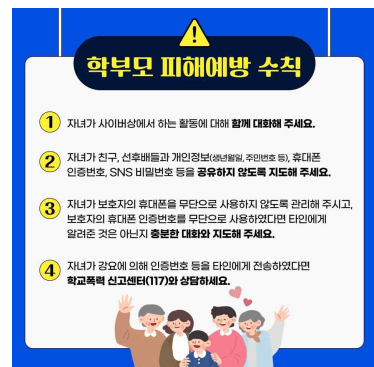 학부모 피해예방 수칙
1 자녀가 사이버상에서 하는 활동에 대해 함께 대화해 주세요.
2 자녀가 친구, 선후배들과 개인정보(생년월일, 주민번호 등), 휴대폰
인증번호, SNS 비밀번호 등을 공유하지 않도록 지도해 주세요.
3 자녀가 보호자의 휴대폰을 무단으로 사용하지 않도록 관리해 주시고,
보호자의 휴대폰 인증번호를 무단으로 사용하였다면 타인에게
알려준 것은 아닌지 충분한 대화와 지도해 주세요.
4 자녀가 강요에 의해 인증번호 등을 타인에게 전송하였다면
학교폭력 신고센터(117)와 상담하세요.